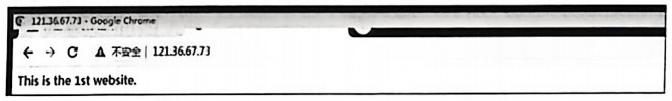 121.36.67.73 - Google Chrome
不安全 | 121.36.67.73
This is the 1st website.